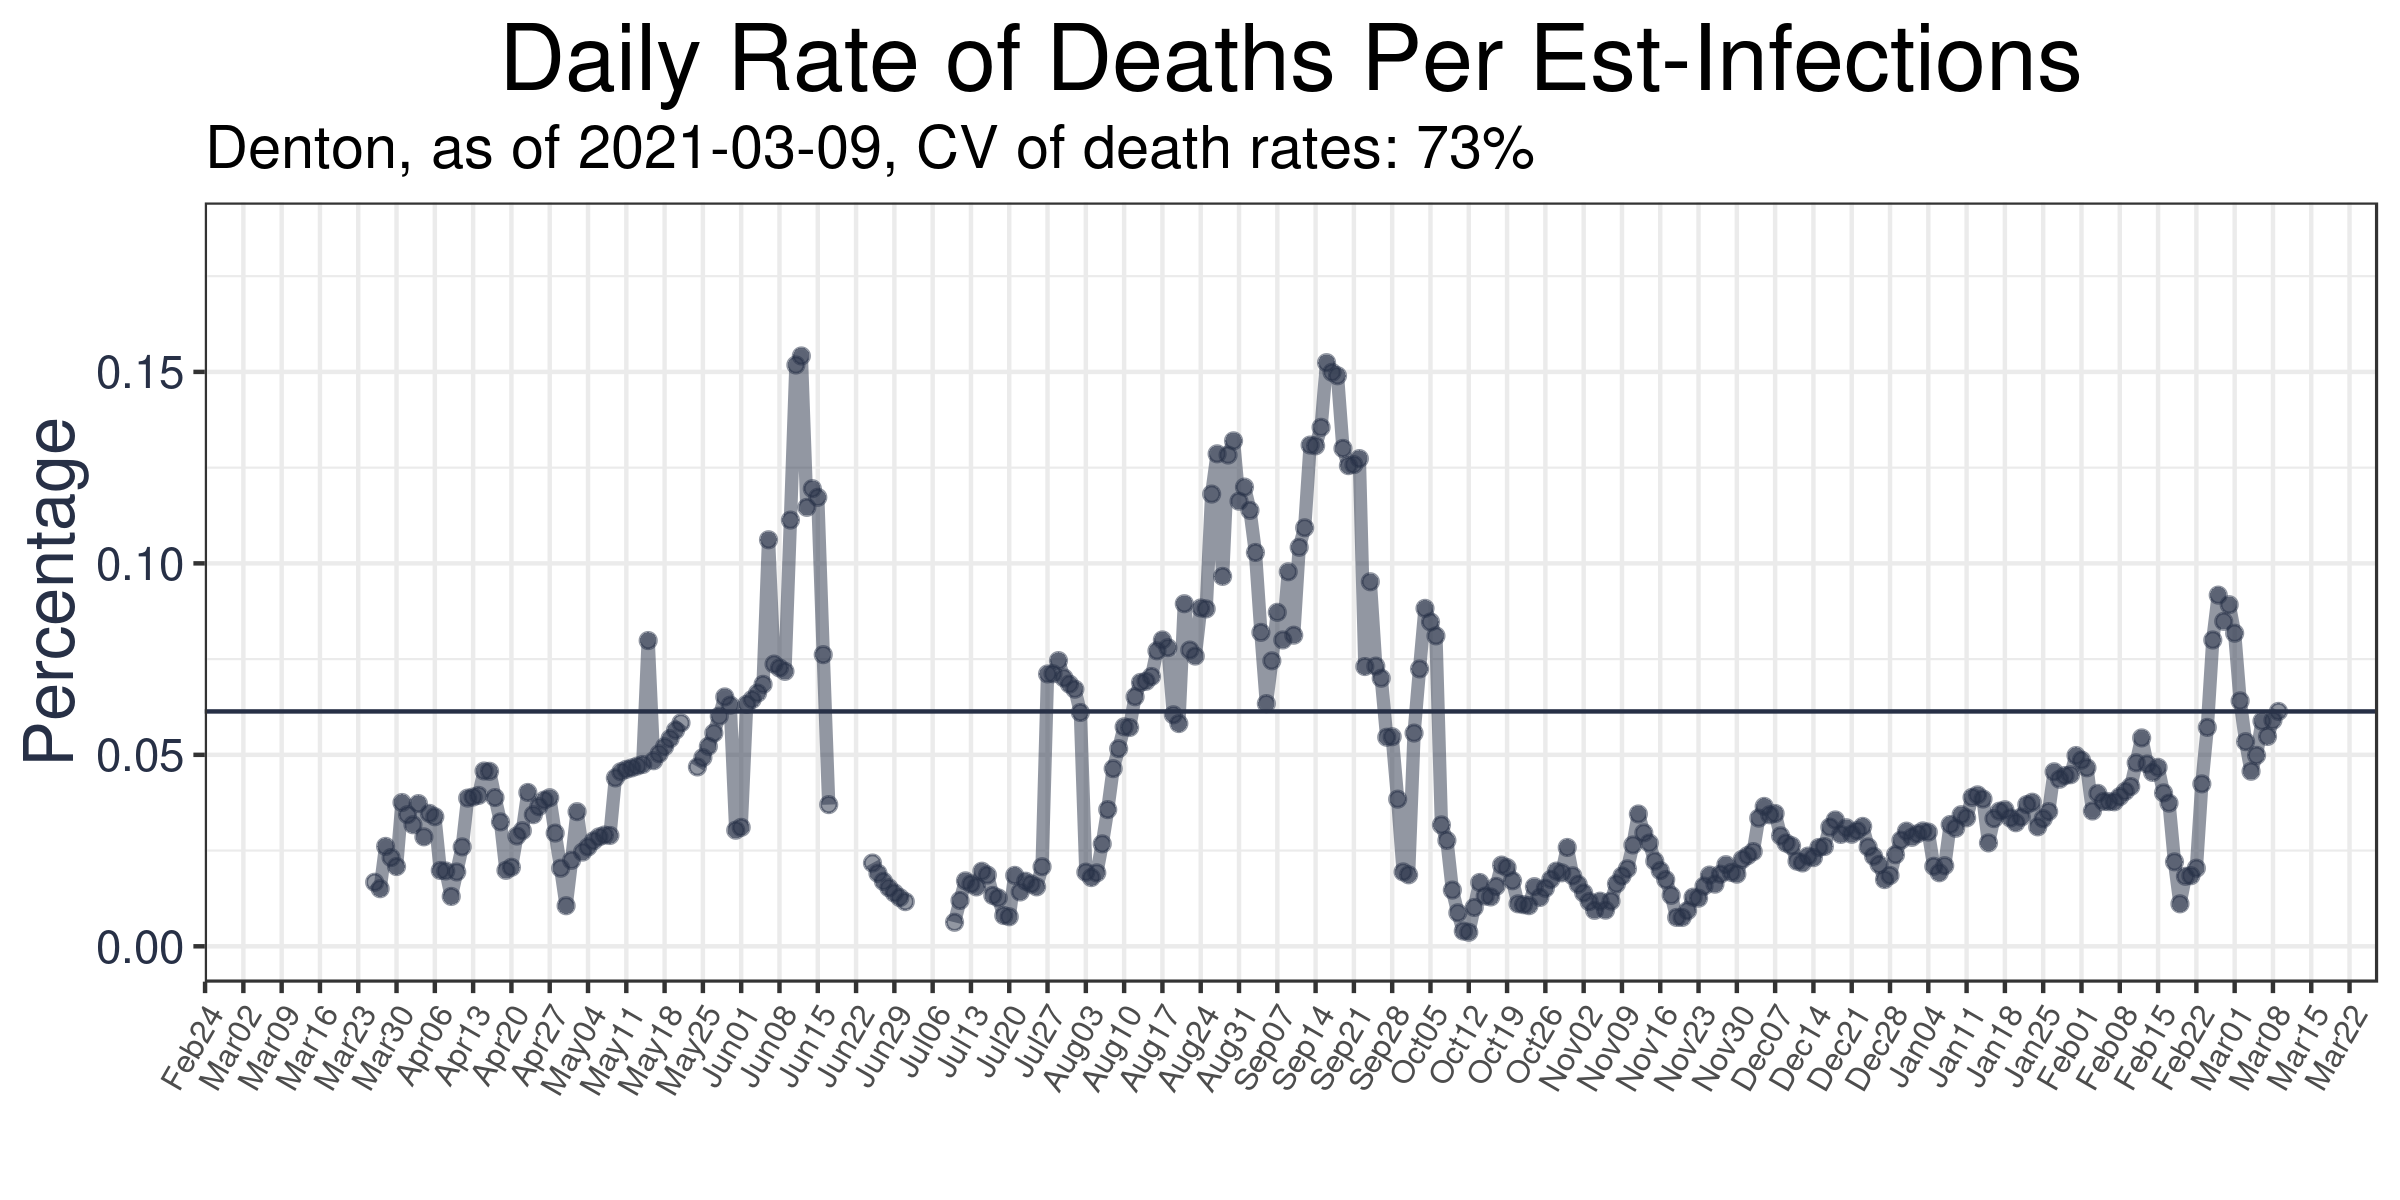 Daily Rate of Deaths Per Est-Infections
Denton, as of 2021-03-09, CV of death rates: 73%
Percentage
0.15
0.10
0.05
0.00
Feb24 Mar02 Mar09 Mar16 Mar23 Mar30 Apr06 Apr13 Apr20 Apr27 May04 May11 May18 May25 Jun01 Jun08 Jun15 Jun22 Jun29 Jul06 Jul13 Jul20 Jul27 Aug03 Aug10 Aug17 Aug24 Aug31 Sep07 Sep14 Sep21 Sep28 Oct05 Oct12 Oct19 Oct26 Nov02 Nov09 Nov16 Nov23 Nov30 Dec07 Dec14 Dec21 Dec28 Jan04 Jan11 Jan18 Jan25 Feb01 Feb08 Feb15 Feb22 Mar01 Mar08 Mar15 Mar22